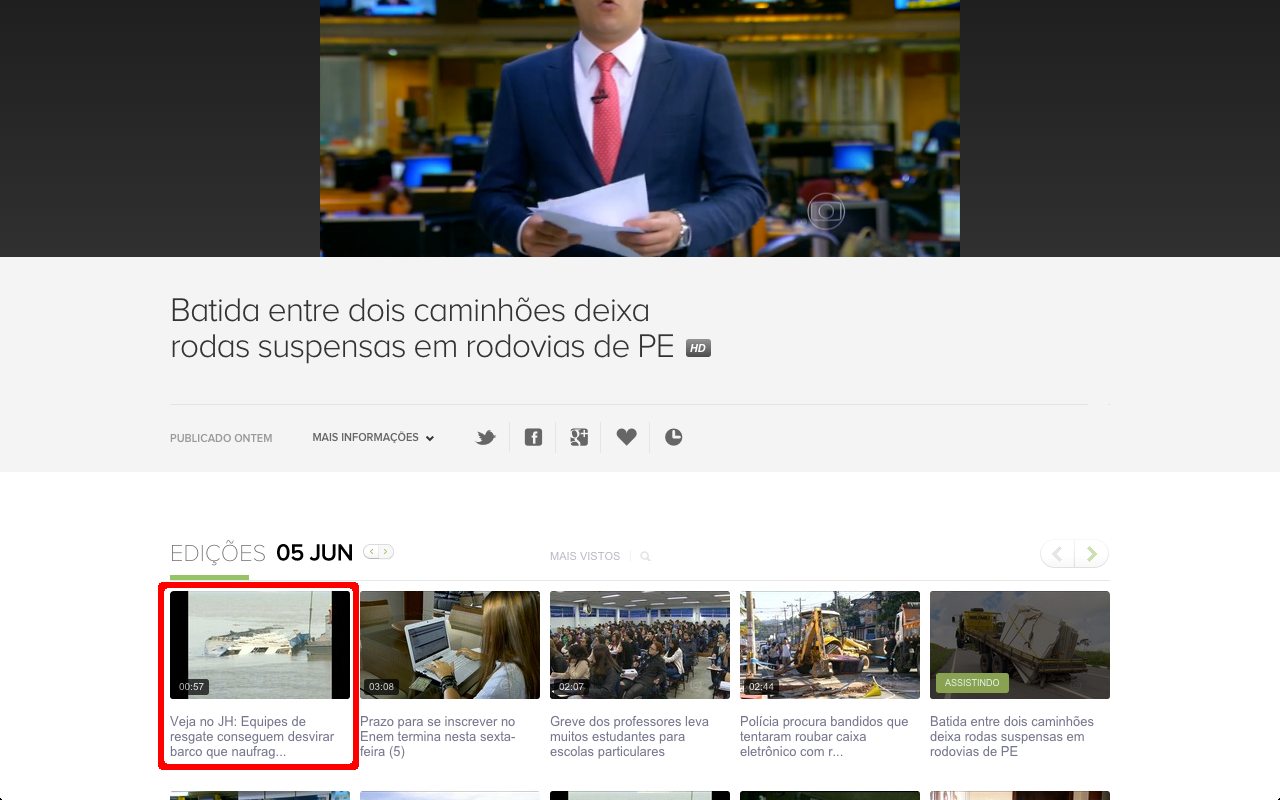 Batida entre dois caminhões deixa
rodas suspensas em rodovias de PE HD
PUBLICADO ONTEM MAIS INFORMAÇÕES
EDIÇÕES 05 JUN MAIS VISTOS
00:57 03:08 02:07 02:44 ASSISTINDO
Veja no JH: Equipes de
resgate conseguem desvirar
barco que naufrag...
Prazo para se inscrever no
Enem termina nesta sexta-
feira (5)
Greve dos professores leva
muitos estudantes para
escolas particulares
Polícia procura bandidos que
tentaram roubar caixa
eletrônico com r...
Batida entre dois caminhões
deixa rodas suspensas em
rodovias de PE